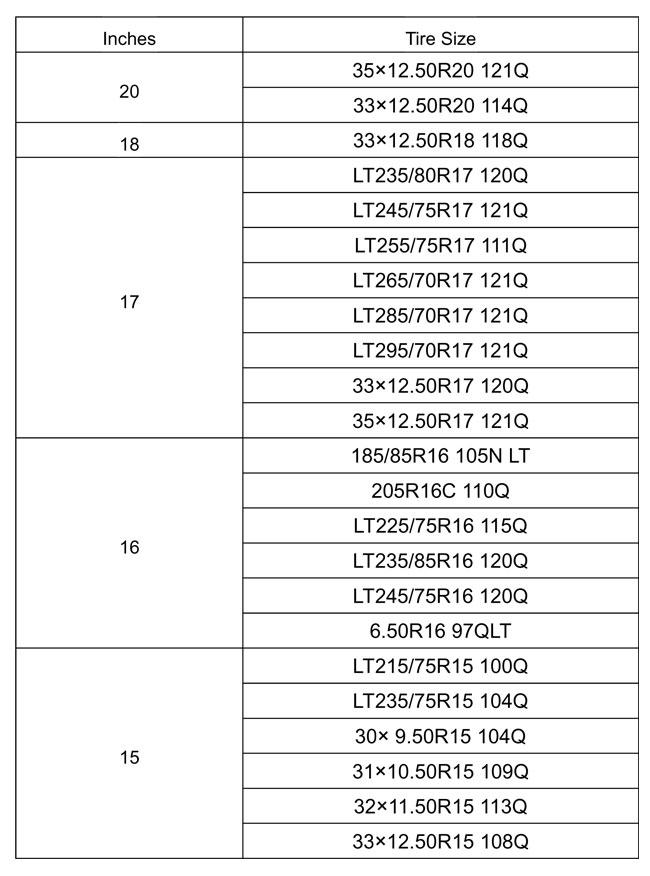 Inches Tire Size
20
35×12.50R20 121Q
33×12.50R20 114Q
18
33×12.50R18 118Q
17
LT235/80R17 120Q
LT245/75R17 121Q
LT255/75R17 111Q
LT265/70R17 121Q
LT285/70R17 121Q
LT295/70R17 121Q
33×12.50R17 120Q
35×12.50R17 121Q
16
185/85R16 105N LT
205R16C 110Q
LT225/75R16 115Q
LT235/85R16 120Q
LT245/75R16 120Q
6.50R16 97QLT
15
LT215/75R15 100Q
LT235/75R15 104Q
30× 9.50R15 104Q
31×10.50R15 109Q
32×11.50R15 113Q
33×12.50R15 108Q